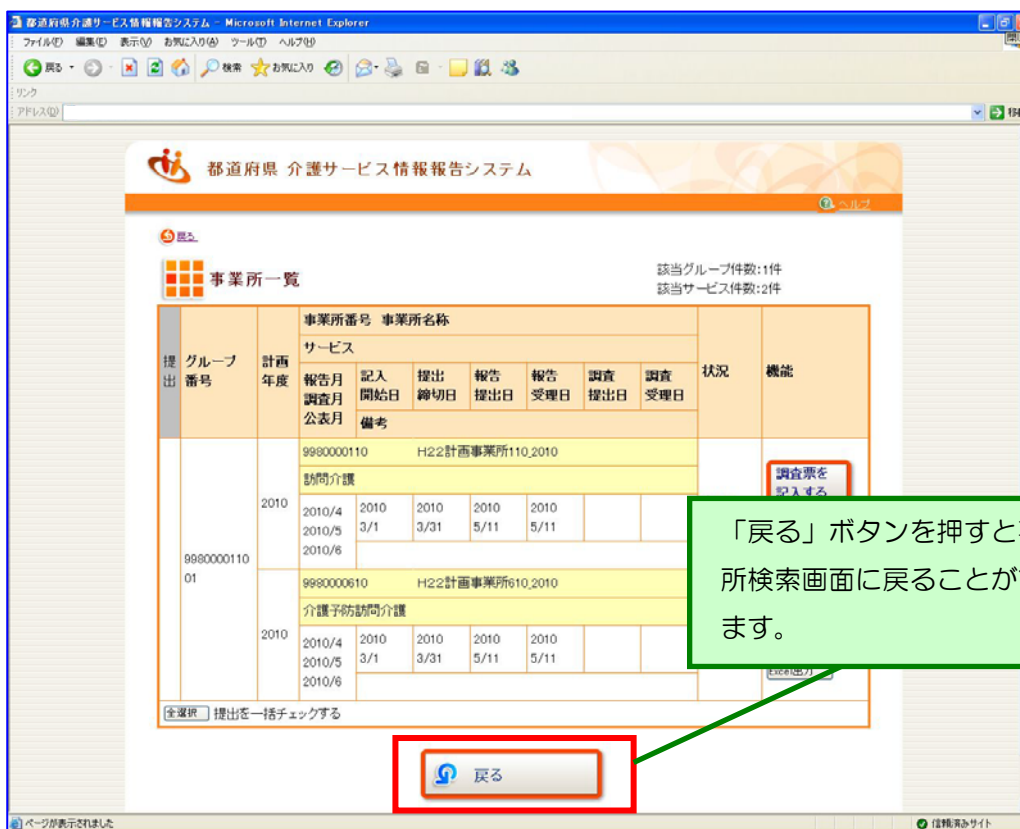 都道府県介護サービス情報報告システム - Microsoft Internet Explorer
ファイル(F) 編集(E) 表示(V) お気に入り(A) ツール(T) ヘルプ(H)
戻る 検索 お気に入り
リンク
アドレス(D) 移動
都道府県 介護サービス情報報告システム
ヘルプ
戻る
事業所一覧
該当グループ件数:1件
該当サービス件数:2件
提出 グループ番号 計画年度 事業所番号 事業所名称 状況 機能
サービス
報告月 調査月 公表月 記入開始日 提出締切日 報告提出日 報告受理日 調査提出日 調査受理日
備考
9980000110 01
2010 9980000110 H22計画事業所110_2010
訪問介護
2010/4 2010/5 2010/6 2010 3/1 2010 3/31 2010 5/11 2010 5/11
調査票を
記入する
2010 9980000610 H22計画事業所610_2010
介護予防訪問介護
2010/4 2010/5 2010/6 2010 3/1 2010 3/31 2010 5/11 2010 5/11
Excel出力
「戻る」ボタンを押すと
所検索画面に戻ることが
ます。
全選択 提出を一括チェックする
戻る
ページが表示されました 信頼済みサイト